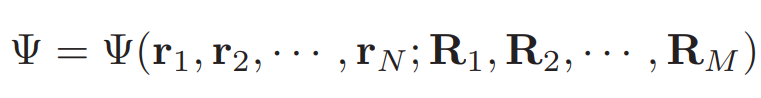 Ψ = Ψ(r₁, r₂, ⋯ , r_N; R₁, R₂, ⋯ , R_M)